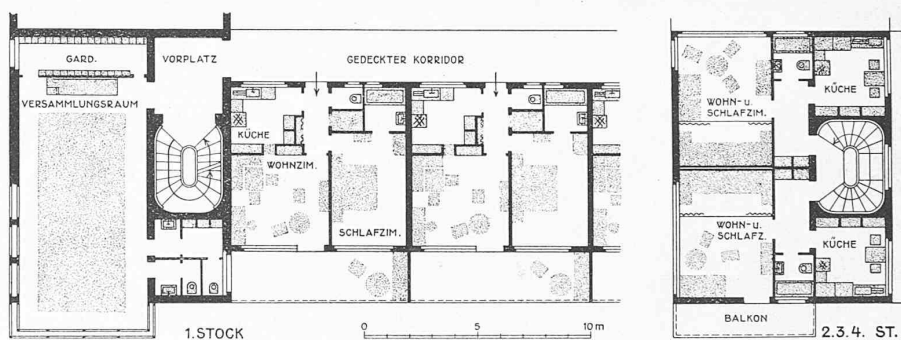 GARD.
VORPLATZ
GEDECKTER KORRIDOR
VERSAMMLUNGSRAUM
KÜCHE
WOHNZIM.
SCHLAFZIM.
1.STOCK
0 5 10 m
WOHN- u.
SCHLAFZIM.
KÜCHE
WOHN- u.
SCHLAFZ.
KÜCHE
BALKON
2.3.4. ST.